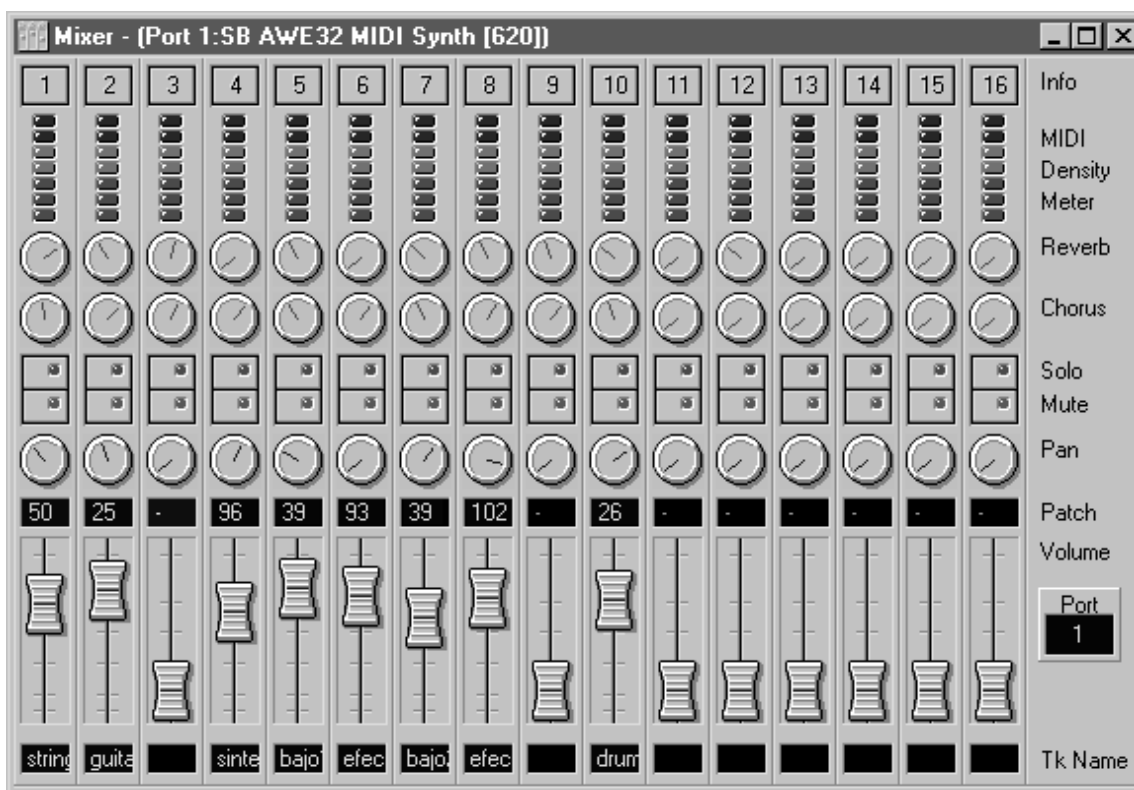 Mixer - (Port 1:SB AWE32 MIDI Synth [620])
1 2 3 4 5 6 7 8 9 10 11 12 13 14 15 16 Info
MIDI
Density
Meter
Reverb
Chorus
Solo
Mute
Pan
50 25 - 96 39 93 39 102 - 26 - - - - - - Patch
Volume
Port
1
string guita sinte bajo efec bajo efec drum Tk Name